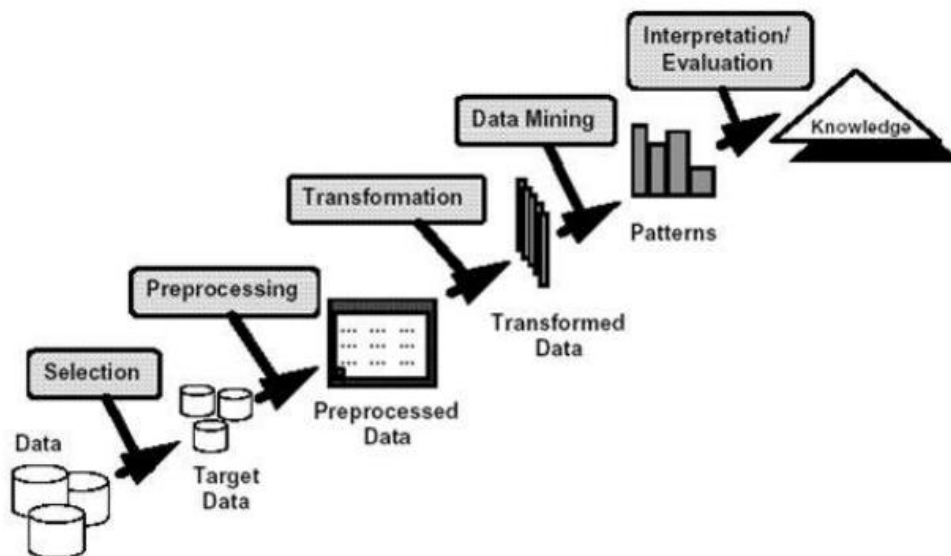 Interpretation/
Evaluation
Knowledge
Data Mining
Patterns
Transformation
Transformed
Data
Preprocessing
Preprocessed
Data
Selection
Target
Data
Data